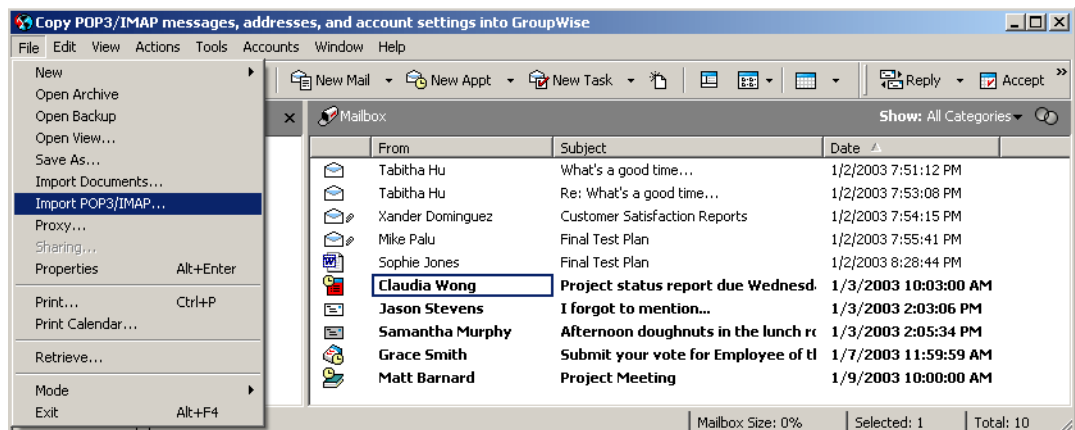 Copy POP3/IMAP messages, addresses, and account settings into GroupWise
File Edit View Actions Tools Accounts Window Help
New Mail New Appt New Task Reply Accept »
New
Open Archive
Open Backup
Open View...
Save As...
Import Documents...
Import POP3/IMAP...
Proxy...
Sharing...
Properties Alt+Enter
Print... Ctrl+P
Print Calendar...
Retrieve...
Mode
Exit Alt+F4
Mailbox Show: All Categories
From Subject Date
Tabitha Hu What's a good time... 1/2/2003 7:51:12 PM
Tabitha Hu Re: What's a good time... 1/2/2003 7:53:08 PM
Xander Dominguez Customer Satisfaction Reports 1/2/2003 7:54:15 PM
Mike Palu Final Test Plan 1/2/2003 7:55:41 PM
Sophie Jones Final Test Plan 1/2/2003 8:28:44 PM
Claudia Wong Project status report due Wednesd 1/3/2003 10:03:00 AM
Jason Stevens I forgot to mention... 1/3/2003 2:03:06 PM
Samantha Murphy Afternoon doughnuts in the lunch ro 1/3/2003 2:05:34 PM
Grace Smith Submit your vote for Employee of tl 1/7/2003 11:59:59 AM
Matt Barnard Project Meeting 1/9/2003 10:00:00 AM
Mailbox Size: 0% Selected: 1 Total: 10